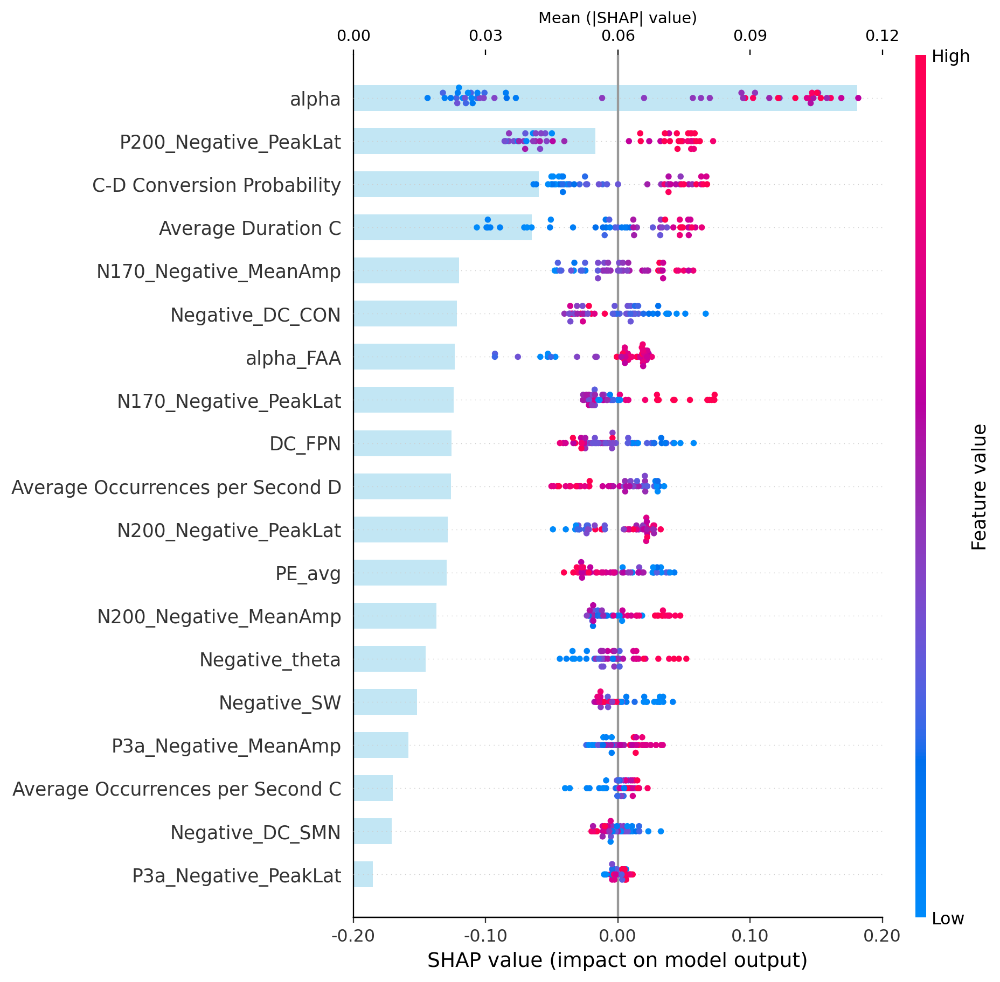 Mean (|SHAP| value)
0.00 0.03 0.06 0.09 0.12
High
alpha
P200_Negative_PeakLat
C-D Conversion Probability
Average Duration C
N170_Negative_MeanAmp
Negative_DC_CON
alpha_FAA
N170_Negative_PeakLat
DC_FPN
Average Occurrences per Second D
N200_Negative_PeakLat
PE_avg
N200_Negative_MeanAmp
Negative_theta
Negative_SW
P3a_Negative_MeanAmp
Average Occurrences per Second C
Negative_DC_SMN
P3a_Negative_PeakLat
Feature value
Low
-0.20 -0.10 0.00 0.10 0.20
SHAP value (impact on model output)